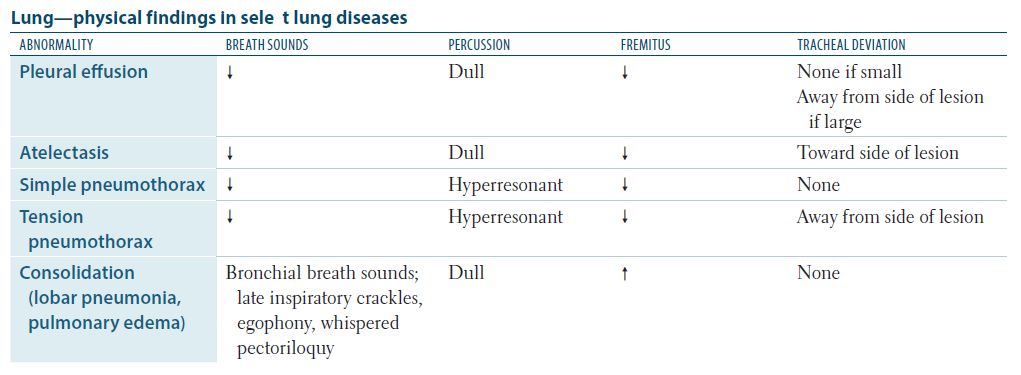 Lung—physical findings in sele t lung diseases
ABNORMALITY BREATH SOUNDS PERCUSSION FREMITUS TRACHEAL DEVIATION
Pleural effusion ↓ Dull ↓ None if small
Away from side of lesion
if large
Atelectasis ↓ Dull ↓ Toward side of lesion
Simple pneumothorax ↓ Hyperresonant ↓ None
Tension ↓ Hyperresonant ↓ Away from side of lesion
pneumothorax
Consolidation Bronchial breath sounds; Dull ↑ None
(lobar pneumonia, late inspiratory crackles,
pulmonary edema) egophony, whispered
pectoriloquy